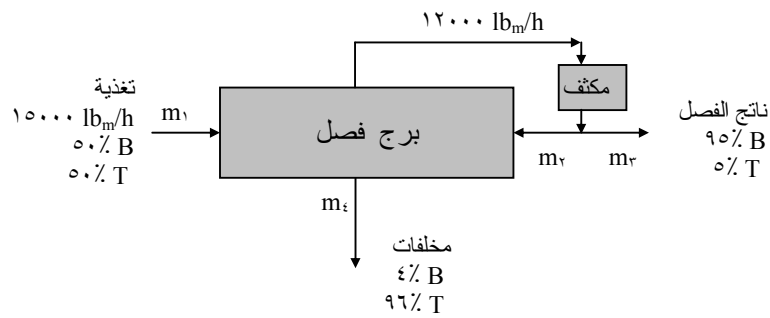 ١٢٠٠٠ lbm/h
مكثف
تغذية
١٥٠٠٠ lbm/h
٥٠٪ B
٥٠٪ T
m١
برج فصل
m٢
m٣
ناتج الفصل
٩٥٪ B
٥٪ T
m٤
مخلفات
٤٪ B
٩٦٪ T